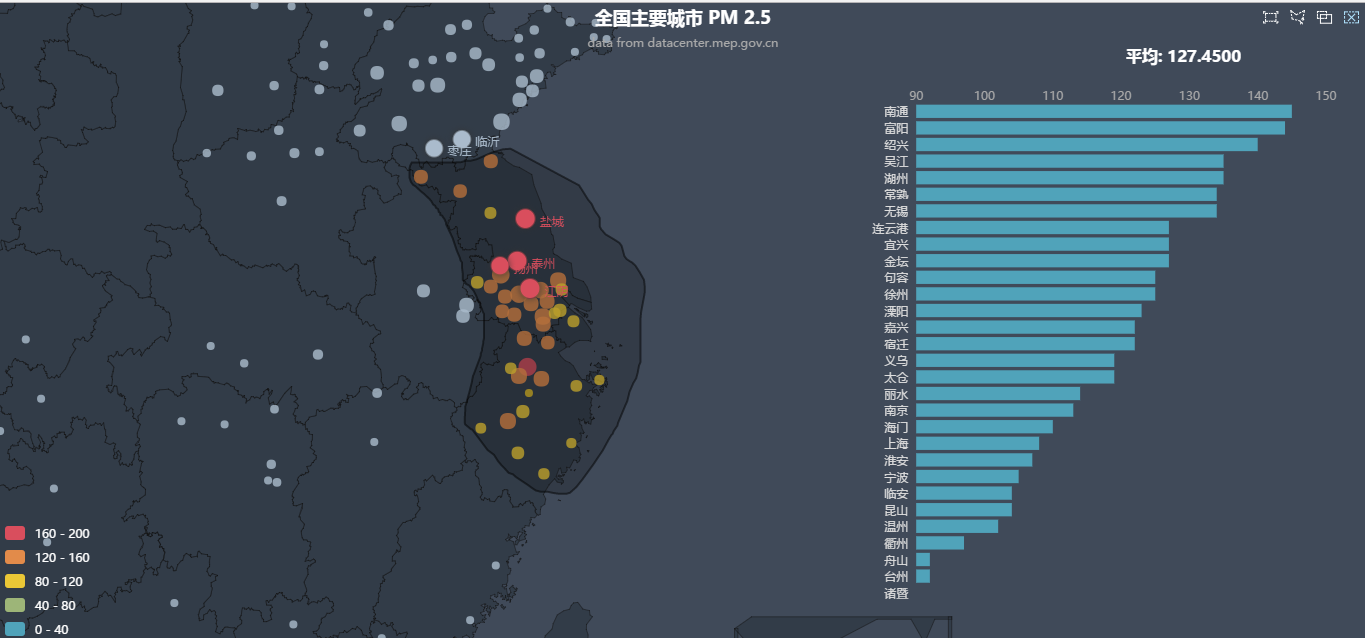 全国主要城市 PM 2.5
data from datacenter.mep.gov.cn
平均: 127.4500
90 100 110 120 130 140 150
南通
富阳
绍兴
吴江
湖州
常熟
无锡
连云港
宜兴
金坛
句容
徐州
溧阳
嘉兴
宿迁
义乌
太仓
丽水
南京
海门
上海
淮安
宁波
临安
昆山
温州
衢州
舟山
台州
诸暨
临沂
枣庄
盐城
泰州
扬州
160 - 200
120 - 160
80 - 120
40 - 80
0 - 40